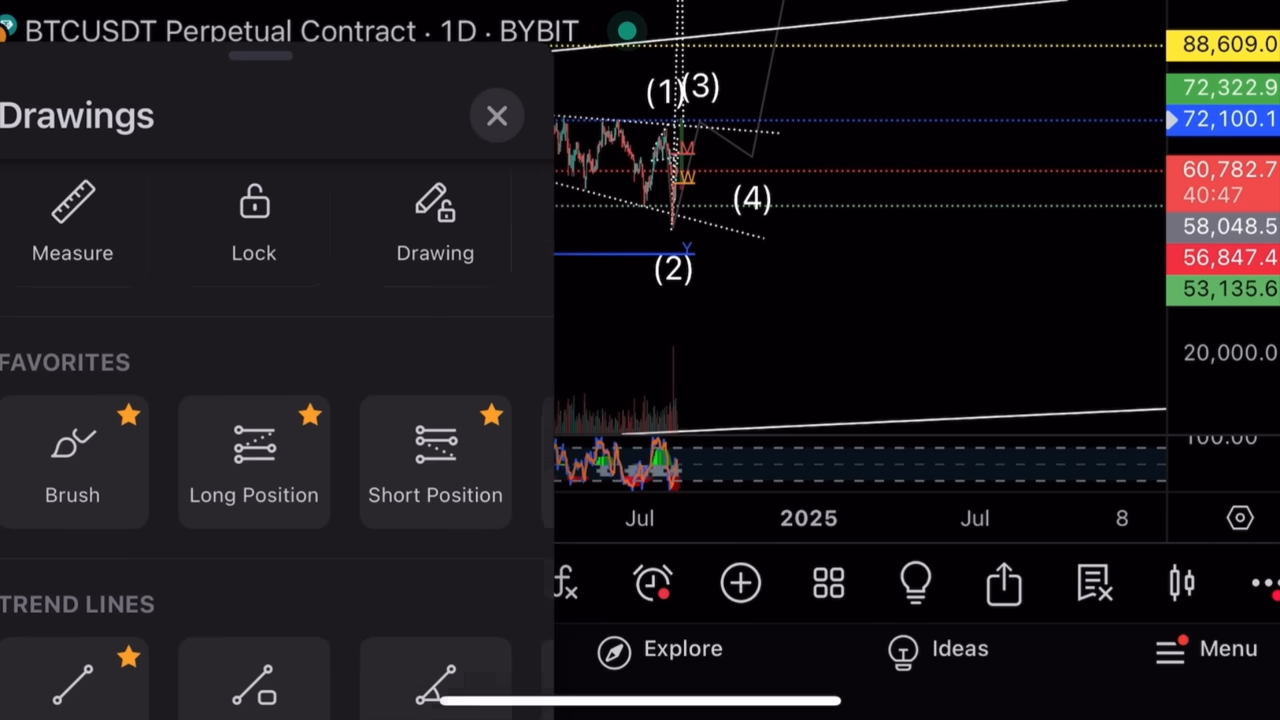 BTCUSDT Perpetual Contract · 1D · BYBIT
Drawings
Measure
Lock
Drawing
FAVORITES
Brush
Long Position
Short Position
TREND LINES
(1)
(3)
M
W
(4)
Y
(2)
88,609.0
72,322.9
72,100.1
60,782.7
40:47
58,048.5
56,847.4
53,135.6
20,000.0
100.00
Jul
2025
Jul
8
fx
Explore
Ideas
Menu